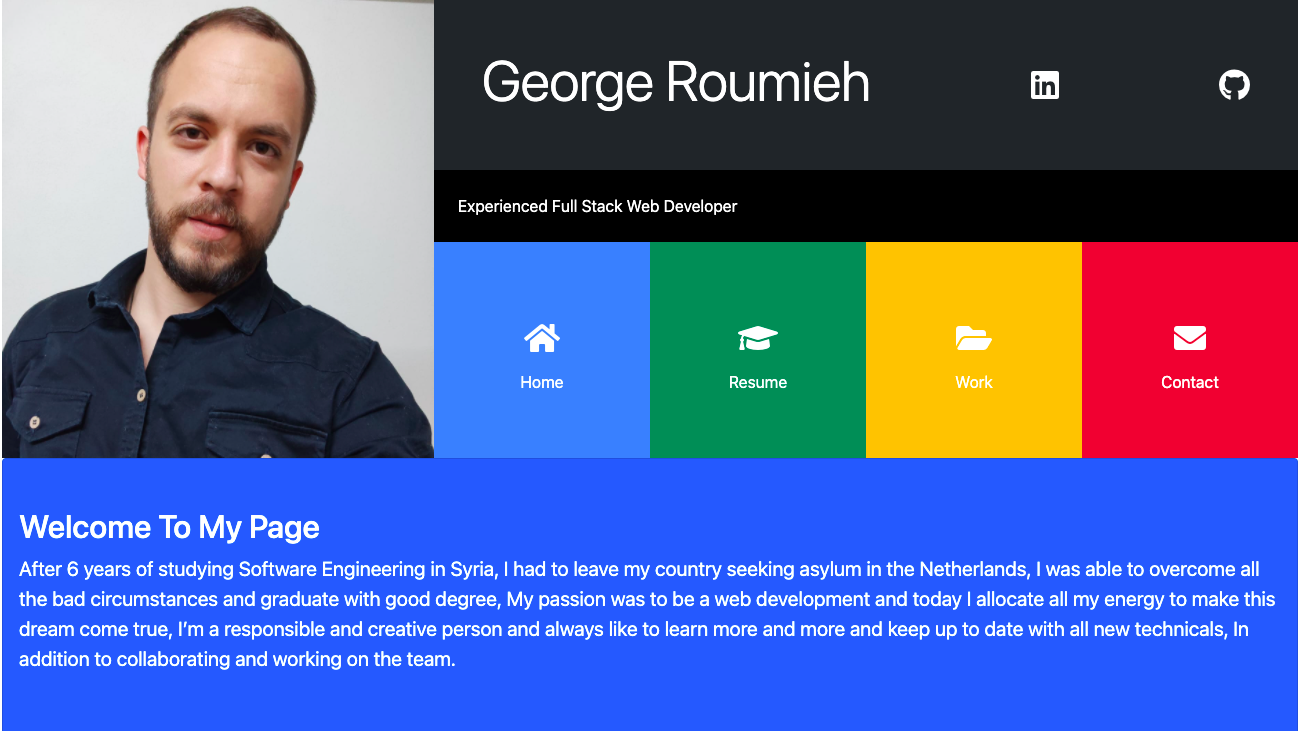 George Roumieh
in
Experienced Full Stack Web Developer
Home
Resume
Work
Contact
Welcome To My Page
After 6 years of studying Software Engineering in Syria, I had to leave my country seeking asylum in the Netherlands, I was able to overcome all
the bad circumstances and graduate with good degree, My passion was to be a web development and today I allocate all my energy to make this
dream come true, I’m a responsible and creative person and always like to learn more and more and keep up to date with all new technicals, In
addition to collaborating and working on the team.